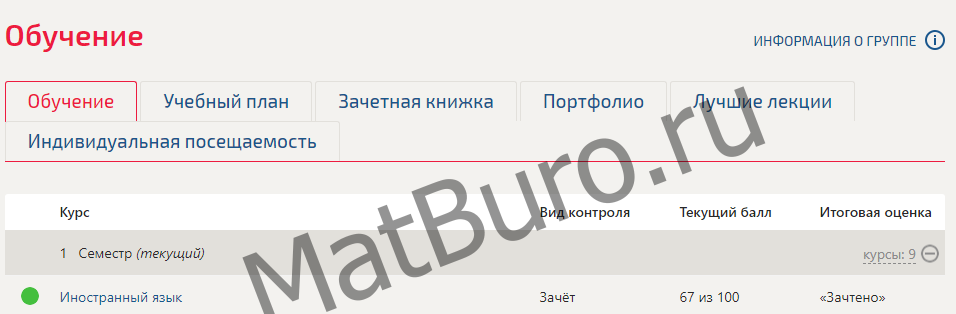 Обучение
ИНФОРМАЦИЯ О ГРУППЕ i
Обучение Учебный план Зачетная книжка Портфолио Лучшие лекции
Индивидуальная посещаемость
Курс Вид контроля Текущий балл Итоговая оценка
1 Семестр (текущий) курсы: 9
Иностранный язык Зачёт 67 из 100 «Зачтено»
MatBuro.ru